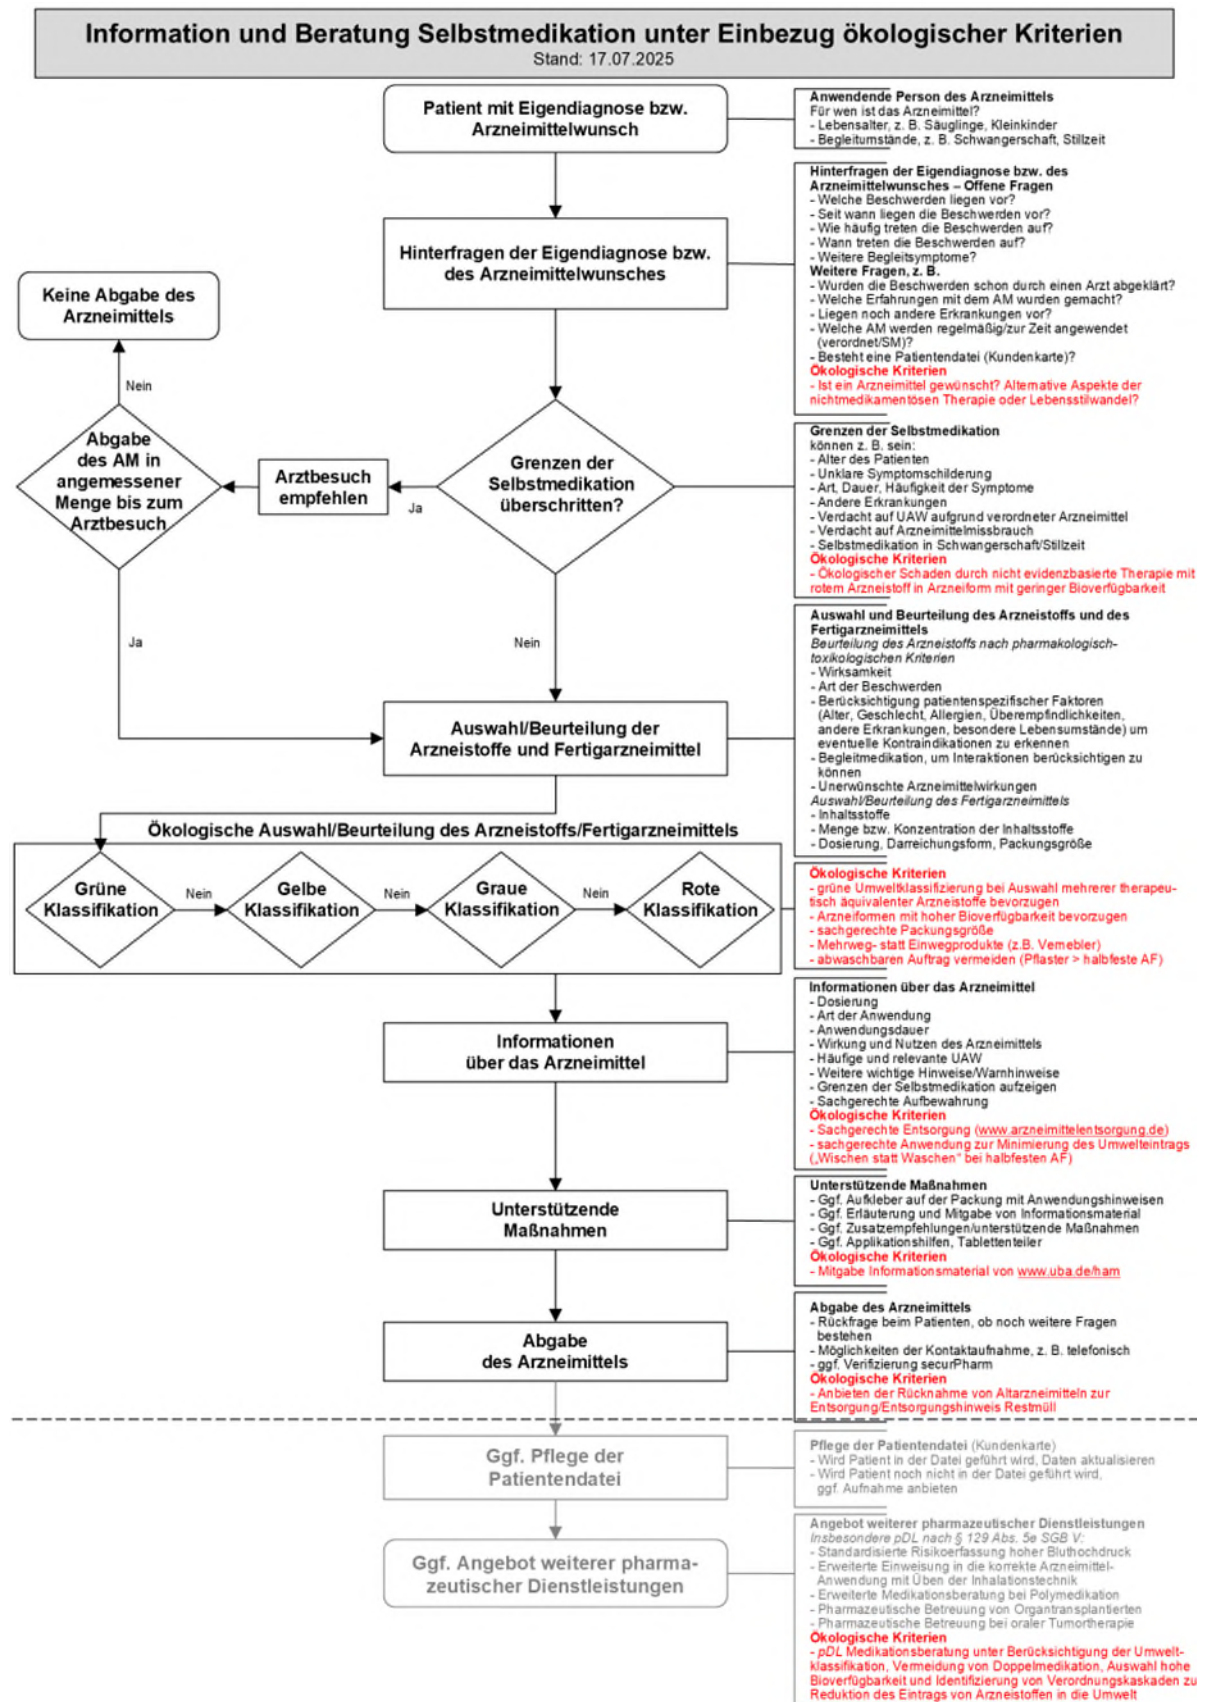 Information und Beratung Selbstmedikation unter Einbezug ökologischer Kriterien
Stand: 17.07.2025
Patient mit Eigendiagnose bzw.
Arzneimittelwunsch
Anwendende Person des Arzneimittels
Für wen ist das Arzneimittel?
- Lebensalter, z. B. Säuglinge, Kleinkinder
- Begleitumstände, z. B. Schwangerschaft, Stillzeit
Hinterfragen der Eigendiagnose bzw.
des Arzneimittelwunsches
Hinterfragen der Eigendiagnose bzw. des
Arzneimittelwunsches – Offene Fragen
- Welche Beschwerden liegen vor?
- Seit wann liegen die Beschwerden vor?
- Wie häufig treten die Beschwerden auf?
- Wann treten die Beschwerden auf?
- Weitere Begleitsymptome?
Weitere Fragen, z. B.
- Wurden die Beschwerden schon durch einen Arzt abgeklärt?
- Welche Erfahrungen mit dem AM wurden gemacht?
- Liegen noch andere Erkrankungen vor?
- Welche AM werden regelmäßig/zur Zeit angewendet
(verordnet/SM)?
- Besteht eine Patientendatei (Kundenkarte)?
Ökologische Kriterien
- Ist ein Arzneimittel gewünscht? Alternative Aspekte der
nichtmedikamentösen Therapie oder Lebensstilwandel?
Keine Abgabe des
Arzneimittels
Nein
Abgabe
des AM in
angemessener
Menge bis zum
Arztbesuch
Arztbesuch
empfehlen
Ja
Grenzen der
Selbstmedikation
überschritten?
Grenzen der Selbstmedikation
können z. B. sein:
- Alter des Patienten
- Unklare Symptomschilderung
- Art, Dauer, Häufigkeit der Symptome
- Andere Erkrankungen
- Verdacht auf UAW aufgrund verordneter Arzneimittel
- Verdacht auf Arzneimittelmissbrauch
- Selbstmedikation in Schwangerschaft/Stillzeit
Ökologische Kriterien
- Ökologischer Schaden durch nicht evidenzbasierte Therapie mit
rotem Arzneistoff in Arzneiform mit geringer Bioverfügbarkeit
Ja
Nein
Auswahl/Beurteilung der
Arzneistoffe und Fertigarzneimittel
Auswahl und Beurteilung des Arzneistoffs und des
Fertigarzneimittels
Beurteilung des Arzneistoffs nach pharmakologisch-
toxikologischen Kriterien
- Wirksamkeit
- Art der Beschwerden
- Berücksichtigung patientenspezifischer Faktoren
(Alter, Geschlecht, Allergien, Überempfindlichkeiten,
andere Erkrankungen, besondere Lebensumstände) um
eventuelle Kontraindikationen zu erkennen
- Begleitmedikation, um Interaktionen berücksichtigen zu
können
- Unerwünschte Arzneimittelwirkungen
Auswahl/Beurteilung des Fertigarzneimittels
- Inhaltsstoffe
- Menge bzw. Konzentration der Inhaltsstoffe
- Dosierung, Darreichungsform, Packungsgröße
Ökologische Auswahl/Beurteilung des Arzneistoffs/Fertigarzneimittels
Grüne
Klassifikation
Nein
Gelbe
Klassifikation
Nein
Graue
Klassifikation
Nein
Rote
Klassifikation
Ökologische Kriterien
- grüne Umweltklassifizierung bei Auswahl mehrerer therapeu-
tisch äquivalenter Arzneistoffe bevorzugen
- Arzneiformen mit hoher Bioverfügbarkeit bevorzugen
- sachgerechte Packungsgröße
- Mehrweg- statt Einwegprodukte (z.B. Vernebler)
- abwaschbaren Auftrag vermeiden (Pflaster > halbfeste AF)
Informationen
über das Arzneimittel
Informationen über das Arzneimittel
- Dosierung
- Art der Anwendung
- Anwendungsdauer
- Wirkung und Nutzen des Arzneimittels
- Häufige und relevante UAW
- Weitere wichtige Hinweise/Warnhinweise
- Grenzen der Selbstmedikation aufzeigen
- Sachgerechte Aufbewahrung
Ökologische Kriterien
- Sachgerechte Entsorgung (www.arzneimittelentsorgung.de)
- sachgerechte Anwendung zur Minimierung des Umwelteintrags
(„Wischen statt Waschen“ bei halbfesten AF)
Unterstützende
Maßnahmen
Unterstützende Maßnahmen
- Ggf. Aufkleber auf der Packung mit Anwendungshinweisen
- Ggf. Erläuterung und Mitgabe von Informationsmaterial
- Ggf. Zusatzempfehlungen/unterstützende Maßnahmen
- Ggf. Applikationshilfen, Tablettenteiler
Ökologische Kriterien
- Mitgabe Informationsmaterial von www.uba.de/ham
Abgabe
des Arzneimittels
Abgabe des Arzneimittels
- Rückfrage beim Patienten, ob noch weitere Fragen
bestehen
- Möglichkeiten der Kontaktaufnahme, z. B. telefonisch
- ggf. Verifizierung securPharm
Ökologische Kriterien
- Anbieten der Rücknahme von Altarzneimitteln zur
Entsorgung/Entsorgungshinweis Restmüll
Ggf. Pflege der
Patientendatei
Pflege der Patientendatei (Kundenkarte)
- Wird Patient in der Datei geführt wird, Daten aktualisieren
- Wird Patient noch nicht in der Datei geführt wird,
ggf. Aufnahme anbieten
Ggf. Angebot weiterer pharma-
zeutischer Dienstleistungen
Angebot weiterer pharmazeutischer Dienstleistungen
Insbesondere pDL nach § 129 Abs. 5e SGB V:
- Standardisierte Risikoerfassung hoher Bluthochdruck
- Erweiterte Einweisung in die korrekte Arzneimittel-
Anwendung mit Üben der Inhalationstechnik
- Erweiterte Medikationsberatung bei Polymedikation
- Pharmazeutische Betreuung von Organtransplantierten
- Pharmazeutische Betreuung bei oraler Tumortherapie
Ökologische Kriterien
- pDL Medikationsberatung unter Berücksichtigung der Umwelt-
klassifikation, Vermeidung von Doppelmedikation, Auswahl hohe
Bioverfügbarkeit und Identifizierung von Verordnungskaskaden zu
Reduktion des Eintrags von Arzneistoffen in die Umwelt